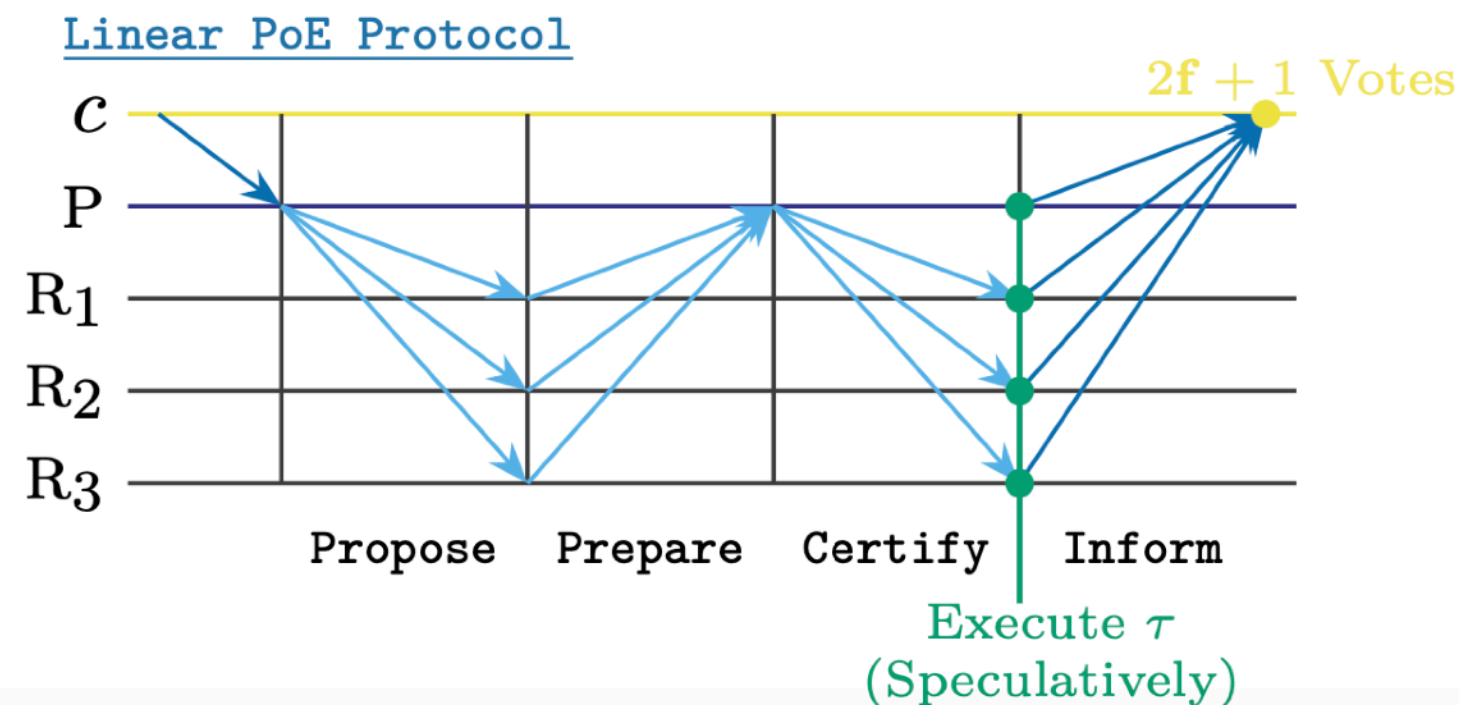 Linear PoE Protocol
2f + 1 Votes
c
P
R1
R2
R3
Propose Prepare Certify Inform
Execute τ
(Speculatively)